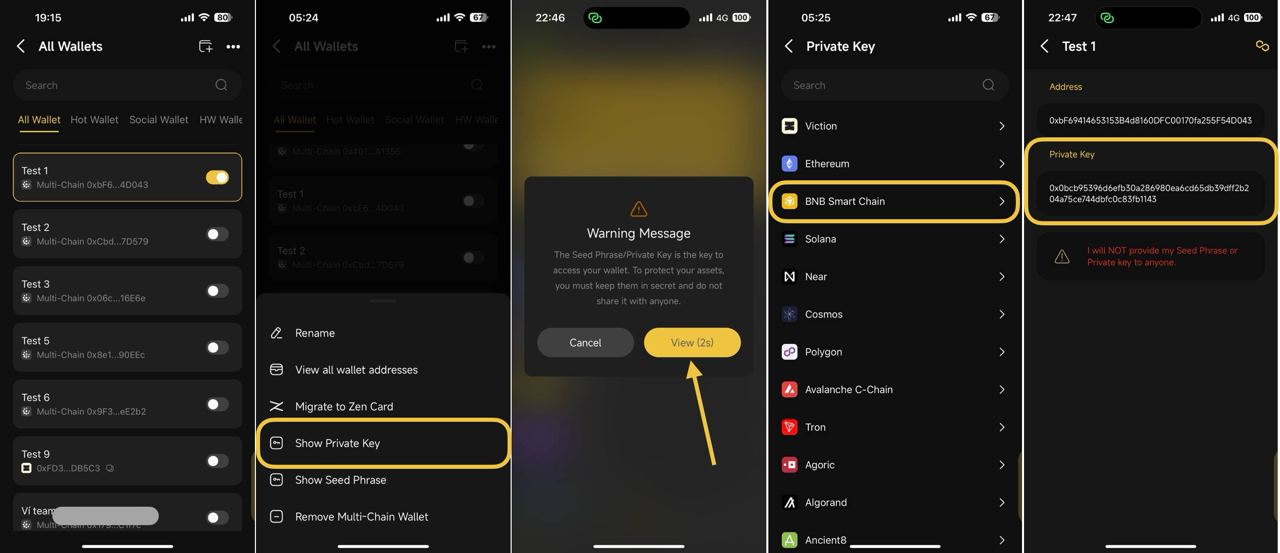 19:15
80
All Wallets
Search
All Wallet Hot Wallet Social Wallet HW Walle
Test 1
Multi-Chain 0xbF6...4D043
Test 2
Multi-Chain 0xCbd...7D579
Test 3
Multi-Chain 0x06c...16E6e
Test 5
Multi-Chain 0x8e1...90EEc
Test 6
Multi-Chain 0x9F3...eE2b2
Test 9
0xFD3...DB5C3
Ví team
05:24
67
All Wallets
Search
All Wallet Hot Wallet Social Wallet HW Walle
Multi-Chain 0x401...A1355
Test 1
Multi-Chain 0xbF6...4D043
Test 2
Multi-Chain 0xCbd...7D579
Rename
View all wallet addresses
Migrate to Zen Card
Show Private Key
Show Seed Phrase
Remove Multi-Chain Wallet
22:46
4G 100
Warning Message
The Seed Phrase/Private Key is the key to
access your wallet. To protect your assets,
you must keep them in secret and do not
share it with anyone.
Cancel
View (2s)
05:25
67
Private Key
Search
Viction
Ethereum
BNB Smart Chain
Solana
Near
Cosmos
Polygon
Avalanche C-Chain
Tron
Agoric
Algorand
Ancient8
22:47
4G 100
Test 1
Address
0xbF69414653153B4d8160DFC00170fa255F54D043
Private Key
0x0bcb95396d6efb30a286980ea6cd65db39dff2b2
04a75ce744dbfc0c83fb1143
I will NOT provide my Seed Phrase or
Private key to anyone.